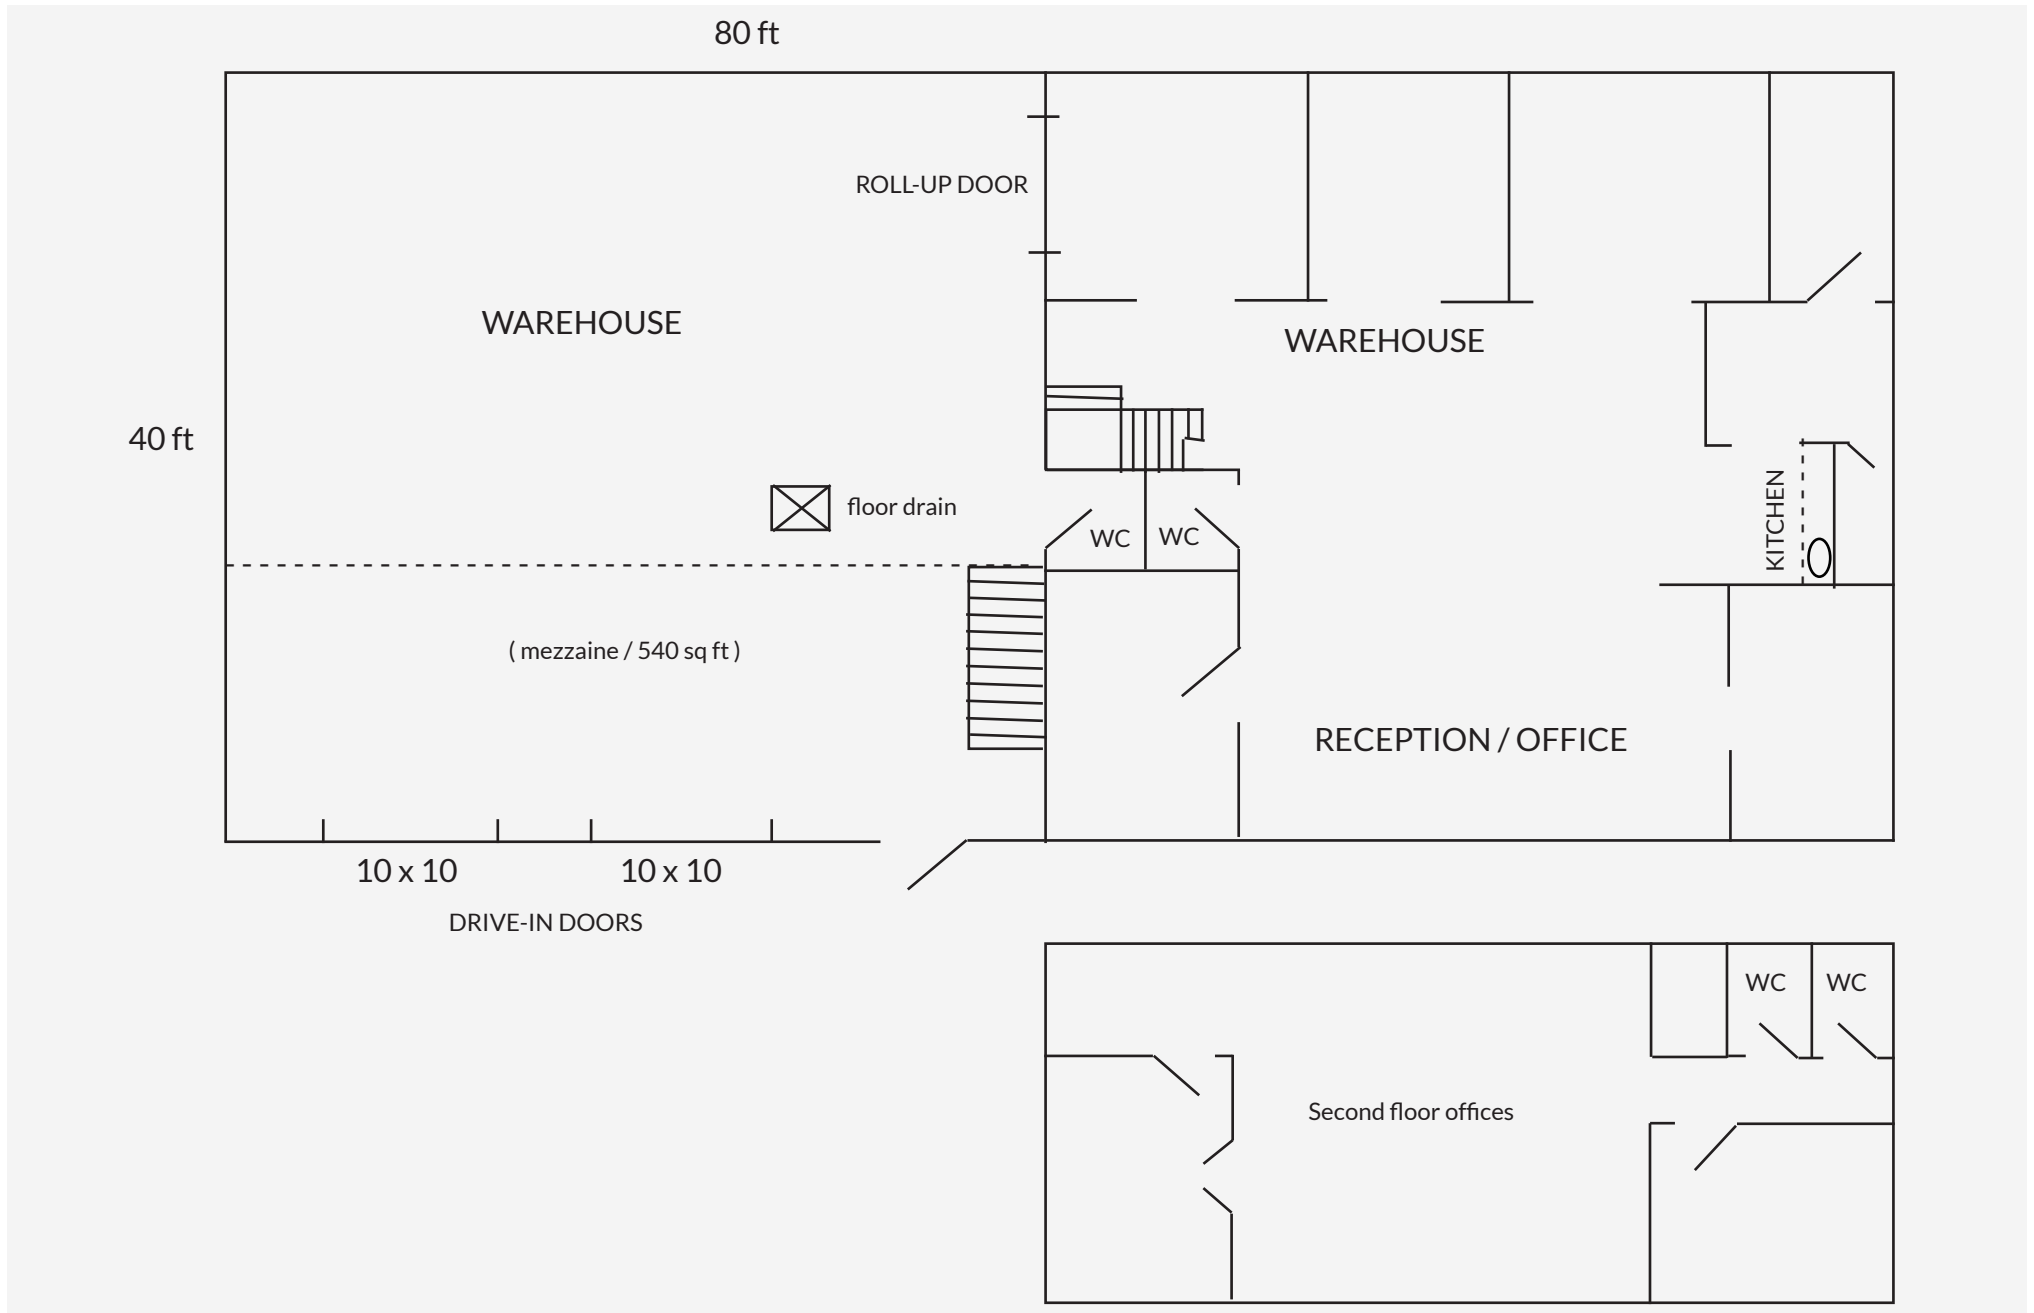 80 ft
ROLL-UP DOOR
WAREHOUSE
WAREHOUSE
40 ft
floor drain
WC
WC
KITCHEN
( mezzaine / 540 sq ft )
RECEPTION / OFFICE
10 x 10
10 x 10
DRIVE-IN DOORS
WC
WC
Second floor offices